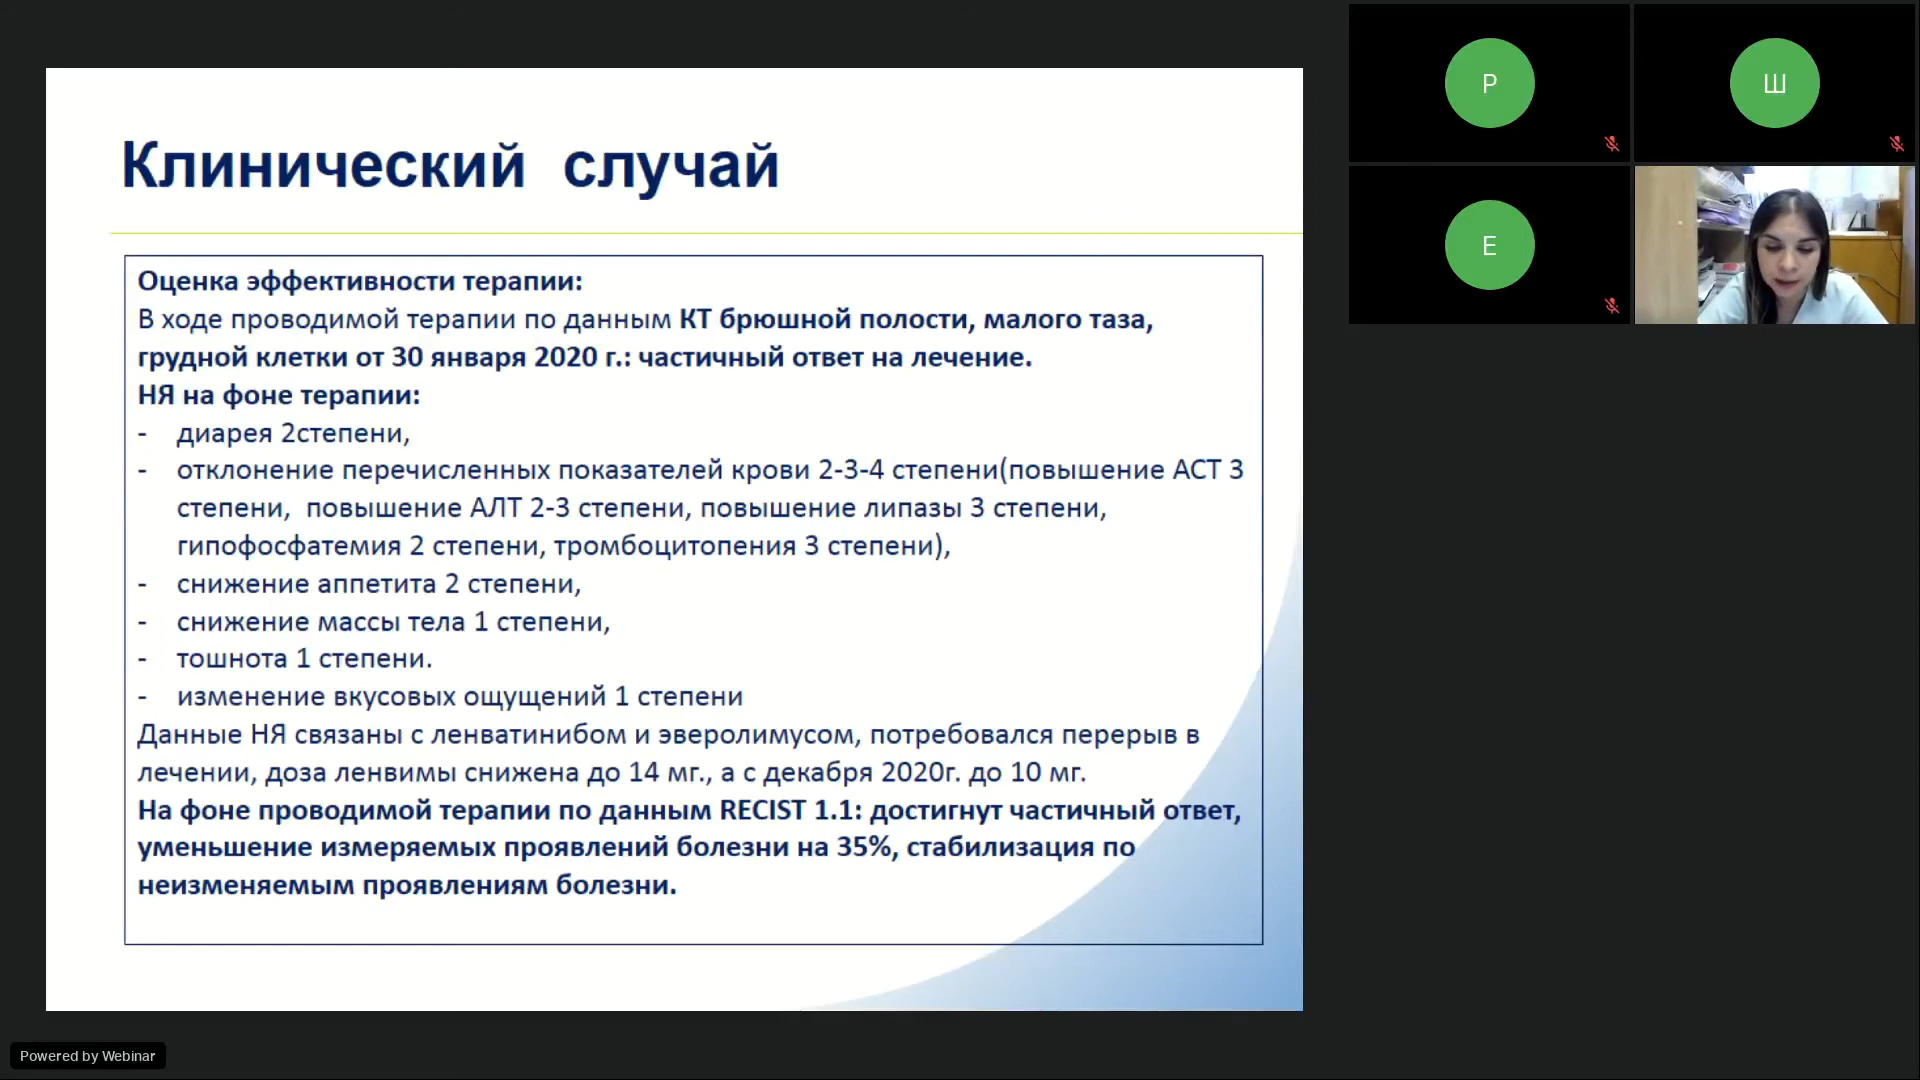 Клинический случай
Оценка эффективности терапии:
В ходе проводимой терапии по данным КТ брюшной полости, малого таза,
грудной клетки от 30 января 2020 г.: частичный ответ на лечение.
НЯ на фоне терапии:
- диарея 2степени,
- отклонение перечисленных показателей крови 2-3-4 степени(повышение АСТ 3
степени, повышение АЛТ 2-3 степени, повышение липазы 3 степени,
гипофосфатемия 2 степени, тромбоцитопения 3 степени),
- снижение аппетита 2 степени,
- снижение массы тела 1 степени,
- тошнота 1 степени.
- изменение вкусовых ощущений 1 степени
Данные НЯ связаны с ленватинибом и эверолимусом, потребовался перерыв в
лечении, доза ленвимы снижена до 14 мг., а с декабря 2020г. до 10 мг.
На фоне проводимой терапии по данным RECIST 1.1: достигнут частичный ответ,
уменьшение измеряемых проявлений болезни на 35%, стабилизация по
неизменяемым проявлениям болезни.
Р
Ш
Е
Powered by Webinar